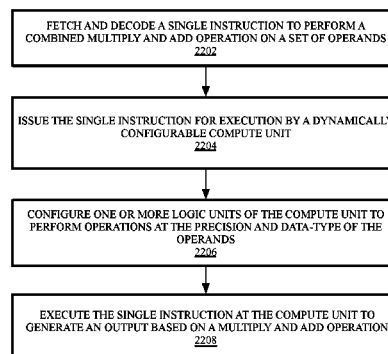 FETCH AND DECODE A SINGLE INSTRUCTION TO PERFORM A
COMBINED MULTIPLY AND ADD OPERATION ON A SET OF OPERANDS
2202
ISSUE THE SINGLE INSTRUCTION FOR EXECUTION BY A DYNAMICALLY
CONFIGURABLE COMPUTE UNIT
2204
CONFIGURE ONE OR MORE LOGIC UNITS OF THE COMPUTE UNIT TO
PERFORM OPERATIONS AT THE PRECISION AND DATA-TYPE OF THE
OPERANDS
2206
EXECUTE THE SINGLE INSTRUCTION AT THE COMPUTE UNIT TO
GENERATE AN OUTPUT BASED ON A MULTIPLY AND ADD OPERATION
2208